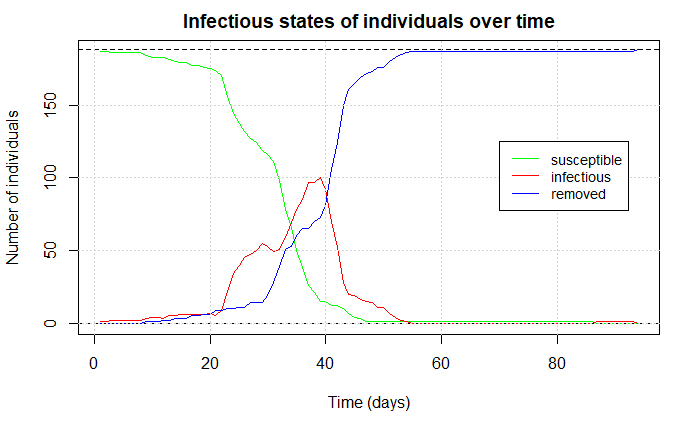 Infectious states of individuals over time
Number of individuals
150
100
50
0
susceptible
infectious
removed
0 20 40 60 80
Time (days)